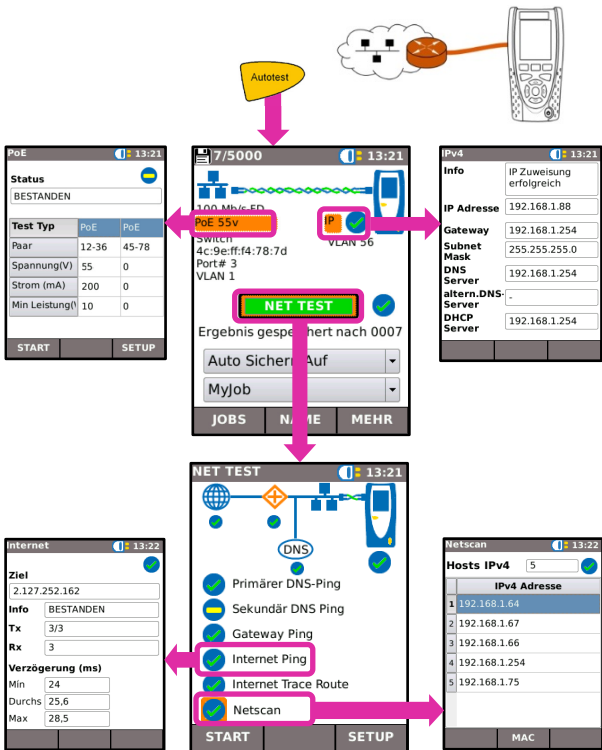 Autotest
PoE 13:21
Status
BESTANDEN
Test Typ PoE PoE
Paar 12-36 45-78
Spannung(V) 55 0
Strom (mA) 200 0
Min Leistung(\ 10 0
START SETUP
7/5000 13:21
100 Mb/s FD
PoE 55v IP
Switch VLAN 56
4c:9e:ff:f4:78:7d
Port# 3
VLAN 1
NET TEST
Ergebnis gespeichert nach 0007
Auto Sichern Auf
MyJob
JOBS NAME MEHR
IPv4 13:21
Info IP Zuweisung
erfolgreich
IP Adresse 192.168.1.88
Gateway 192.168.1.254
Subnet
Mask 255.255.255.0
DNS
Server 192.168.1.254
altern.DNS-
Server -
DHCP
Server 192.168.1.254
NET TEST 13:21
DNS
Primärer DNS-Ping
Sekundär DNS Ping
Gateway Ping
Internet Ping
Internet Trace Route
Netscan
START SETUP
Internet 13:22
Ziel
2.127.252.162
Info BESTANDEN
Tx 3/3
Rx 3
Verzögerung (ms)
Min 24
Durchs 25,6
Max 28,5
Netscan 13:22
Hosts IPv4 5
IPv4 Adresse
1 192.168.1.64
2 192.168.1.67
3 192.168.1.66
4 192.168.1.254
5 192.168.1.75
MAC